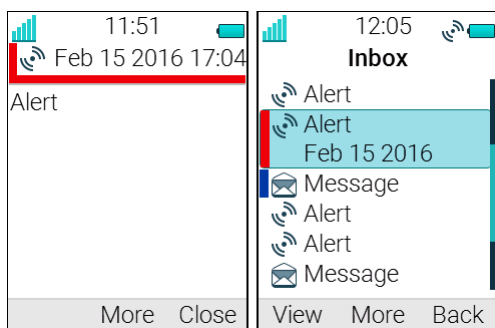 11:51
Feb 15 2016 17:04
Alert
More Close
12:05
Inbox
Alert
Alert
Feb 15 2016
Message
Alert
Alert
Message
View More Back